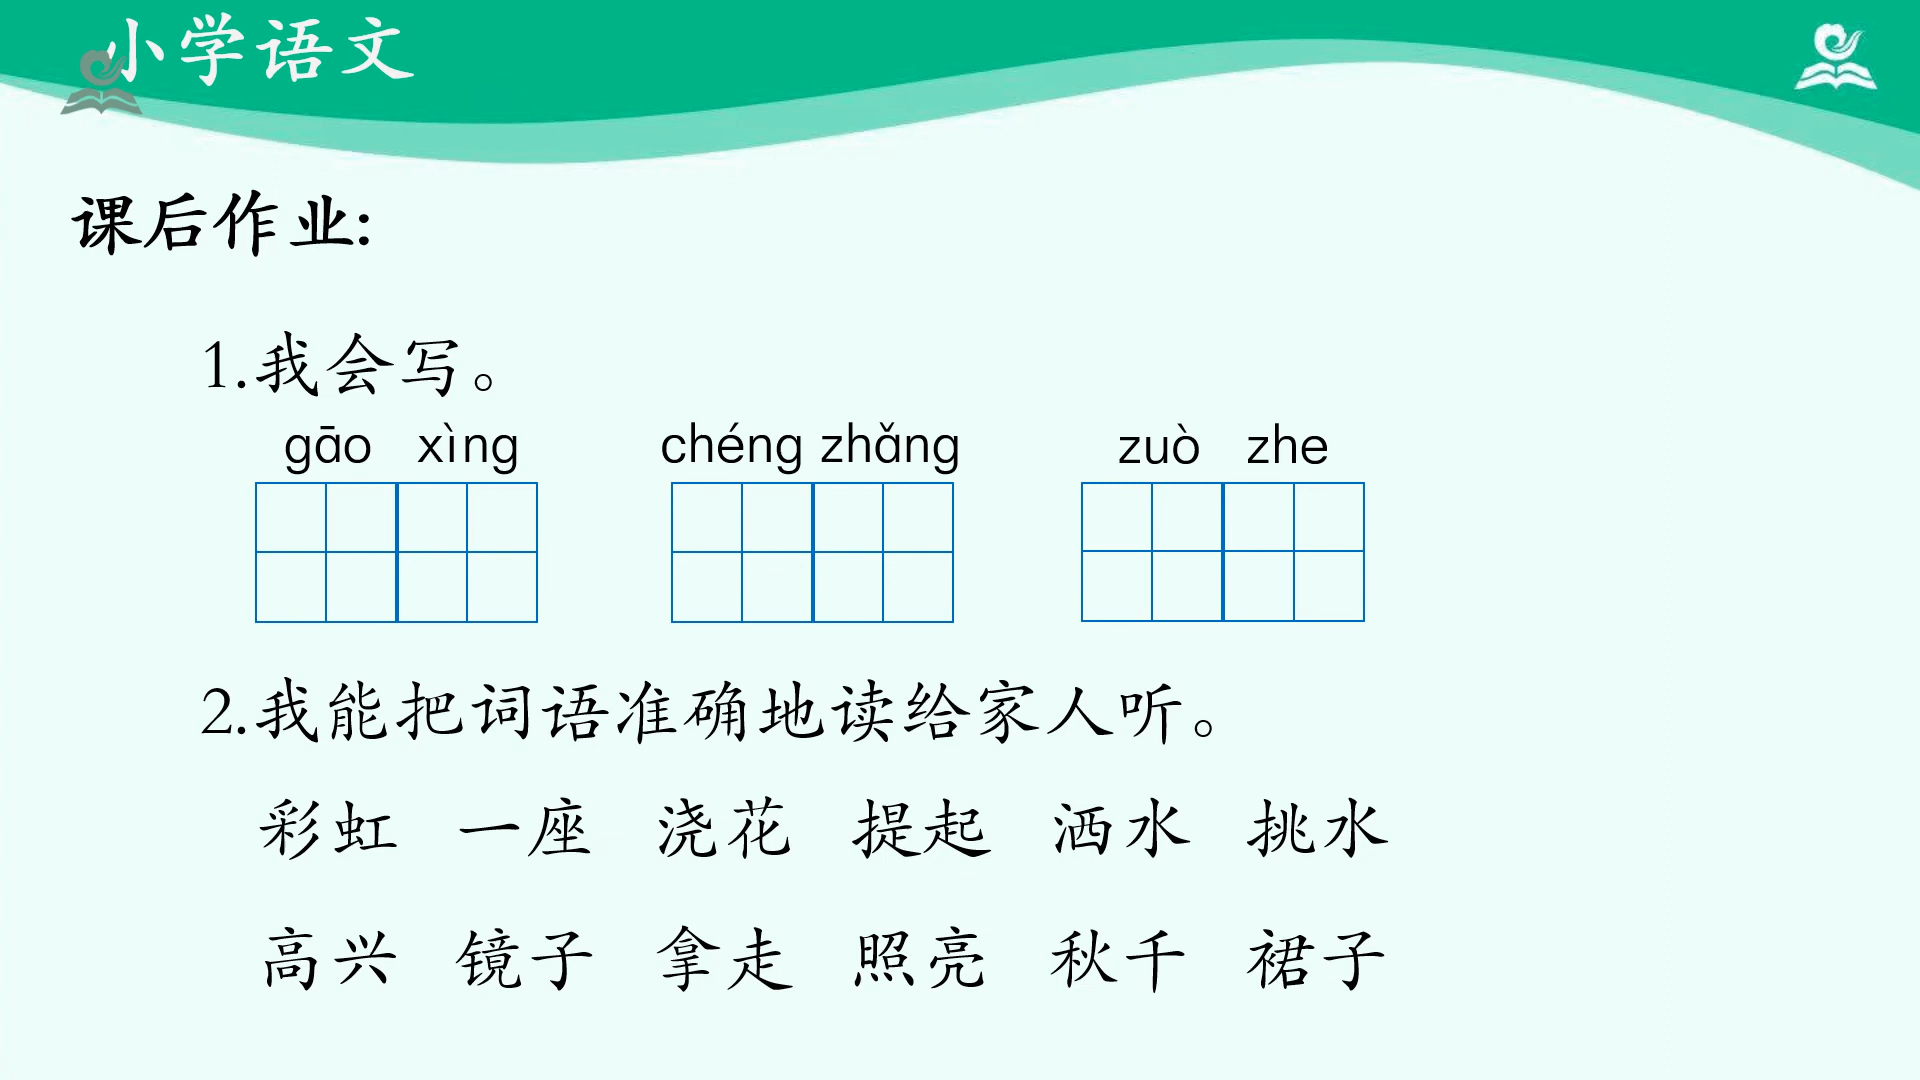 小学语文
课后作业:
1.我会写。
gāo xìng chéng zhǎng zuò zhe
2.我能把词语准确地读给家人听。
彩虹 一座 浇花 提起 洒水 挑水
高兴 镜子 拿走 照亮 秋千 裙子